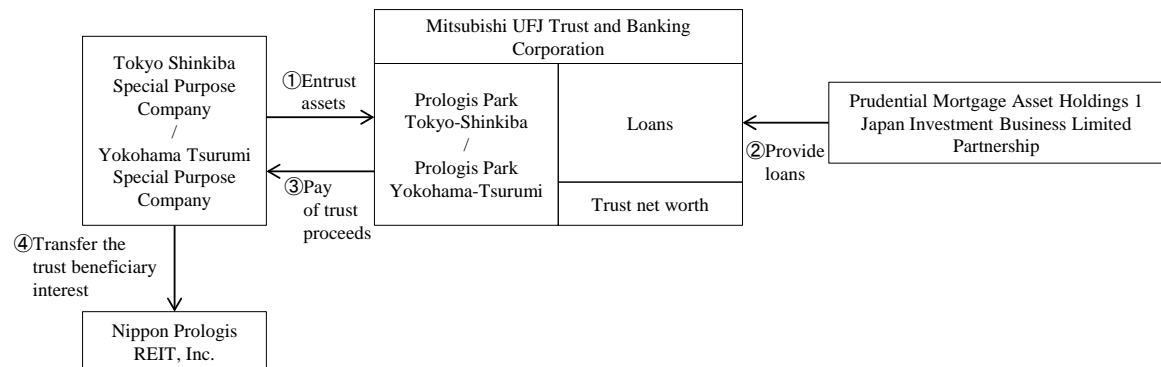 Mitsubishi UFJ Trust and Banking
Corporation
Tokyo Shinkiba
Special Purpose
Company
/
Yokohama Tsurumi
Special Purpose
Company
①Entrust
assets
Prologis Park
Tokyo-Shinkiba
/
Prologis Park
Yokohama-Tsurumi
Loans
Trust net worth
Prudential Mortgage Asset Holdings 1
Japan Investment Business Limited
Partnership
②Provide
loans
③Pay
of trust
proceeds
④Transfer the
trust beneficiary
interest
Nippon Prologis
REIT, Inc.